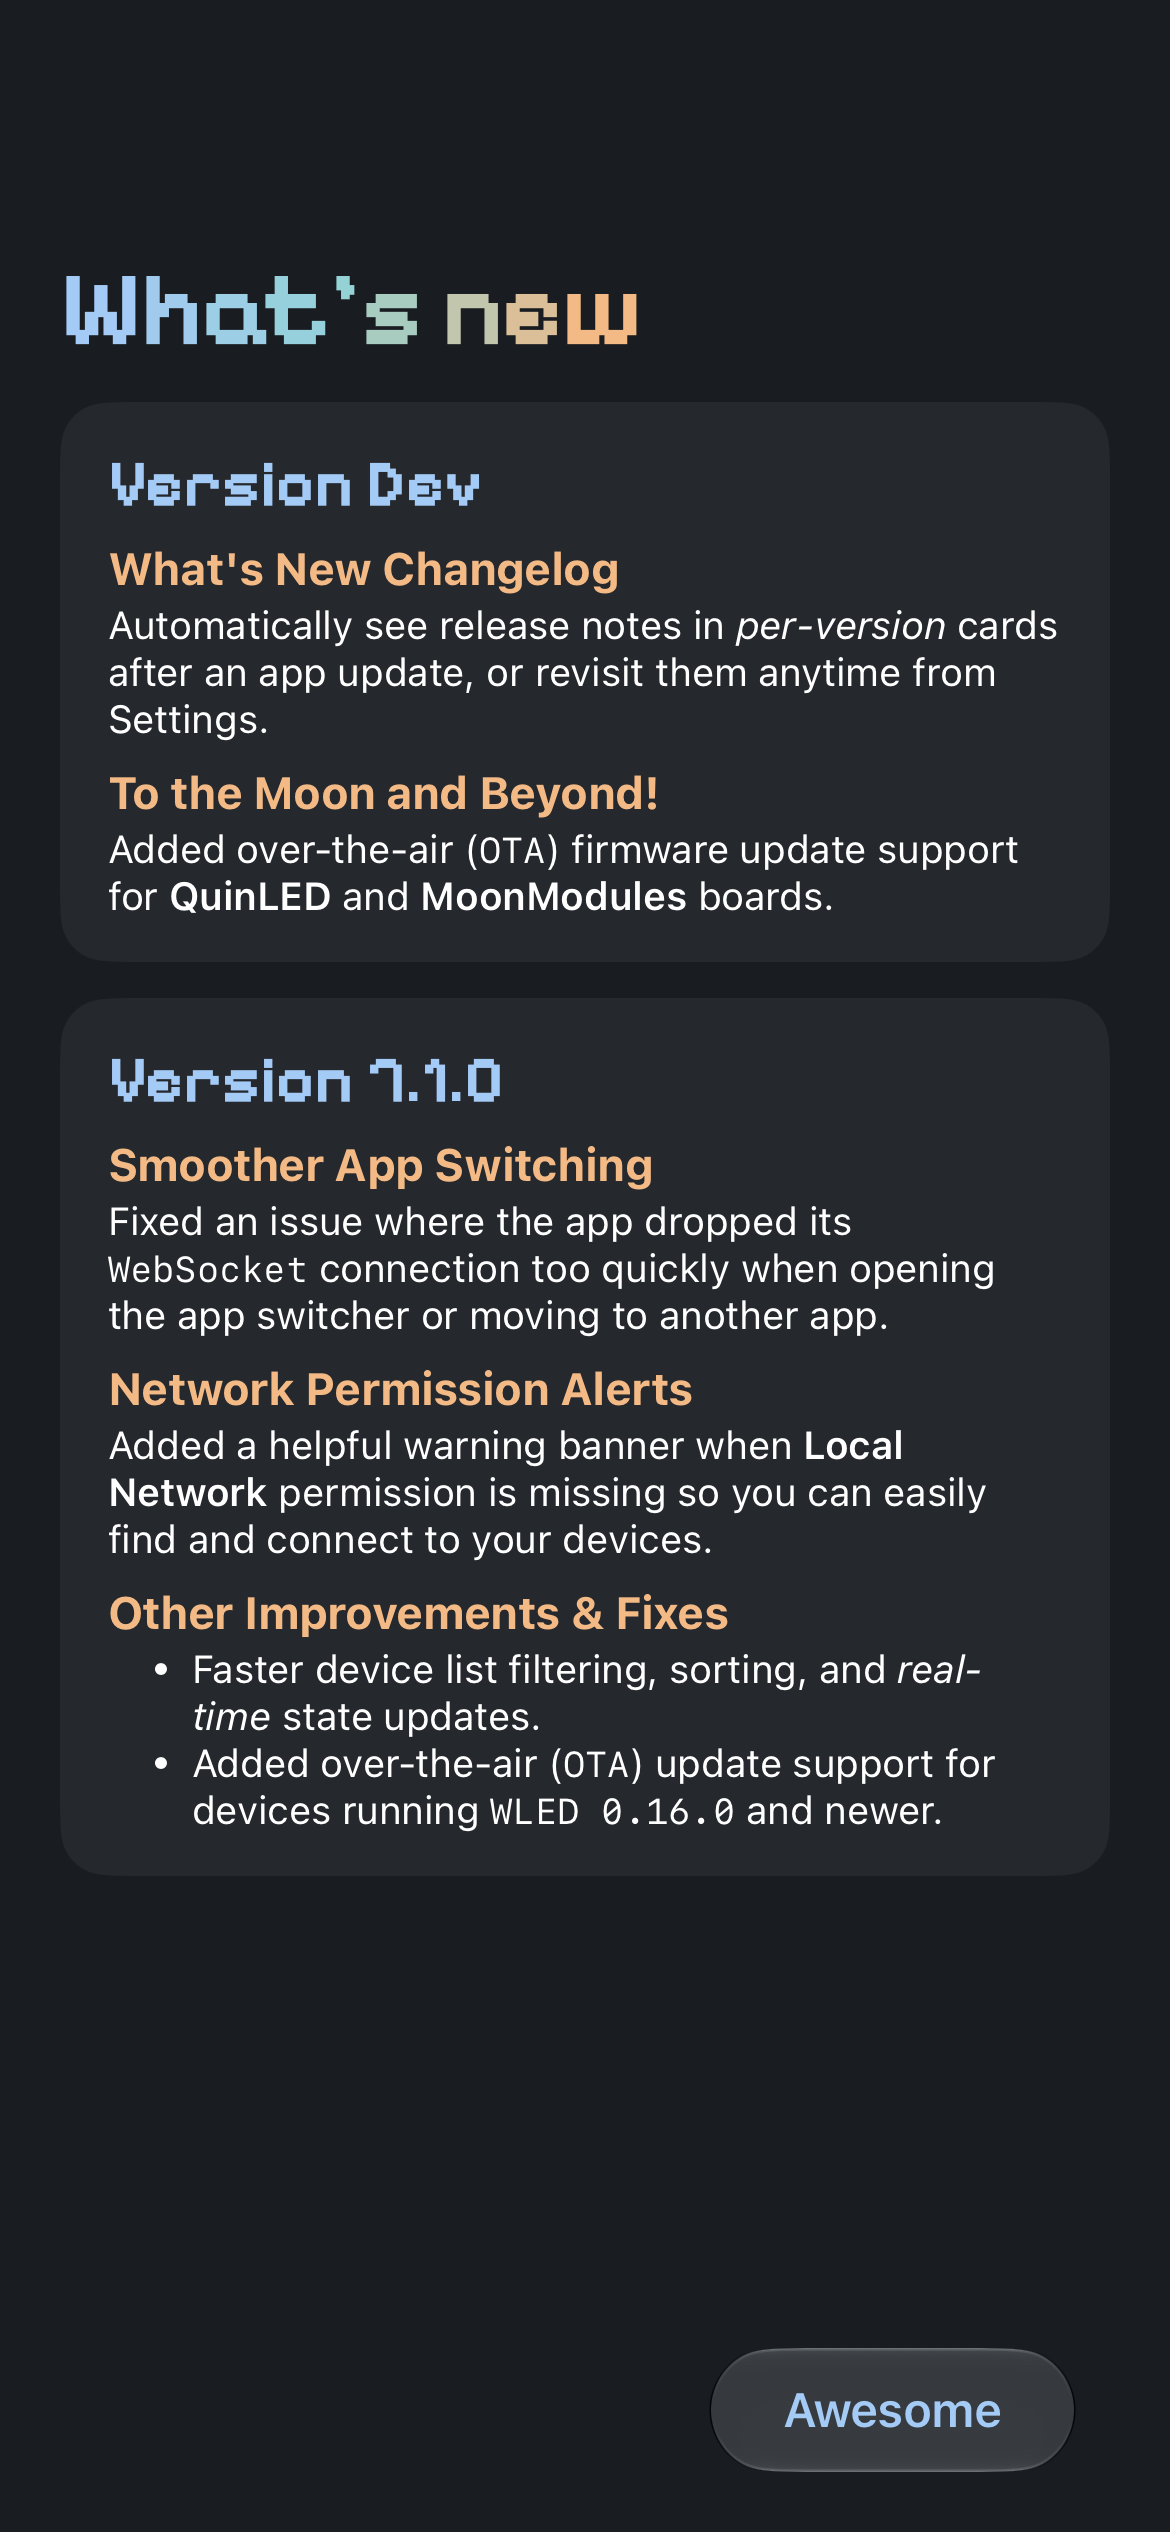 What's new
Version Dev
What's New Changelog
Automatically see release notes in per-version cards
after an app update, or revisit them anytime from
Settings.
To the Moon and Beyond!
Added over-the-air (OTA) firmware update support
for QuinLED and MoonModules boards.
Version 7.1.0
Smoother App Switching
Fixed an issue where the app dropped its
WebSocket connection too quickly when opening
the app switcher or moving to another app.
Network Permission Alerts
Added a helpful warning banner when Local
Network permission is missing so you can easily
find and connect to your devices.
Other Improvements & Fixes
• Faster device list filtering, sorting, and real-
time state updates.
• Added over-the-air (OTA) update support for
devices running WLED 0.16.0 and newer.
Awesome